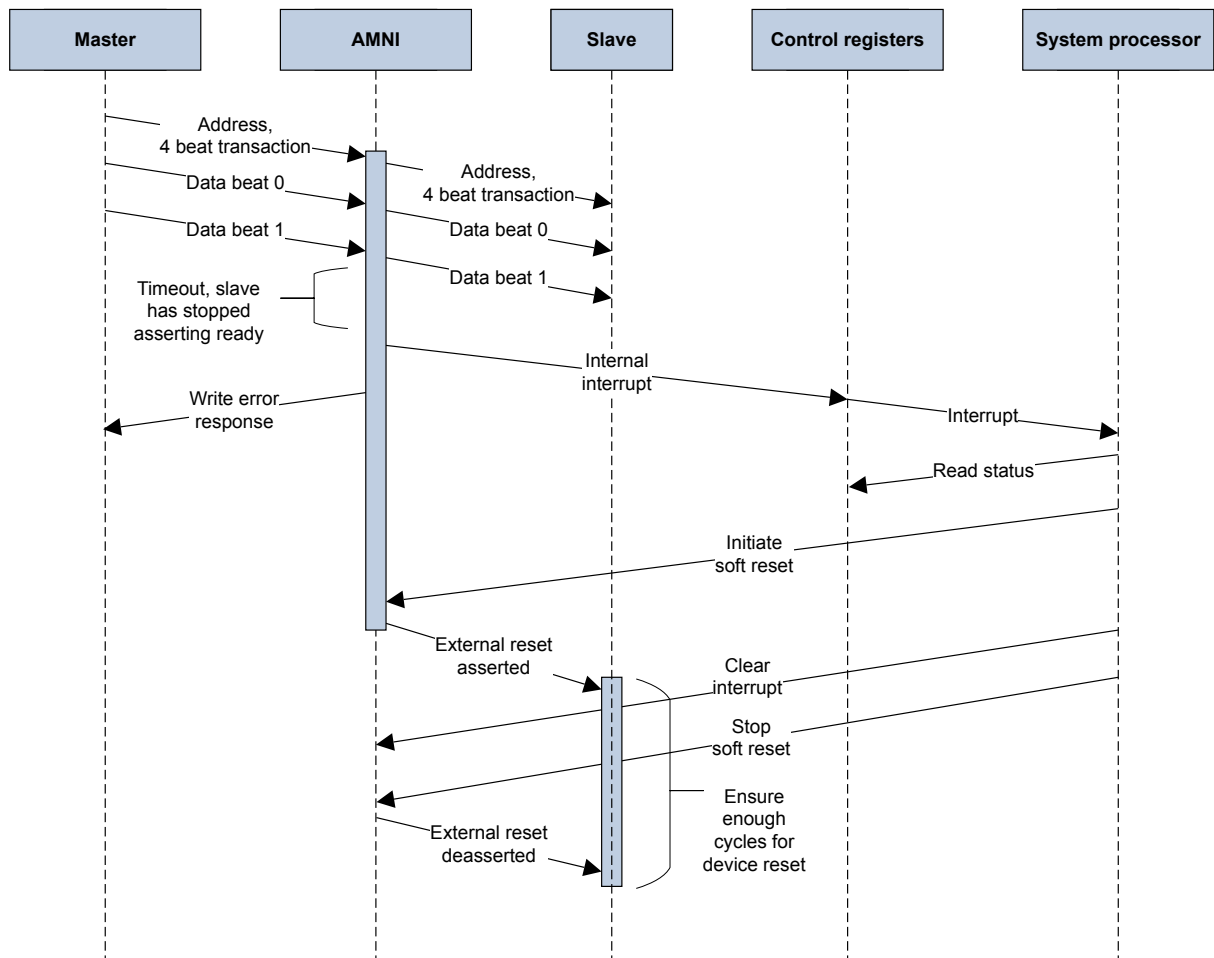 Master
AMNI
Slave
Control registers
System processor
Address,
4 beat transaction
Address,
4 beat transaction
Data beat 0
Data beat 1
Data beat 0
Data beat 1
Timeout, slave
has stopped
asserting ready
Internal
interrupt
Write error
response
Interrupt
Read status
Initiate
soft reset
External reset
asserted
Clear
interrupt
Stop
soft reset
Ensure
enough
cycles for
device reset
External reset
deasserted